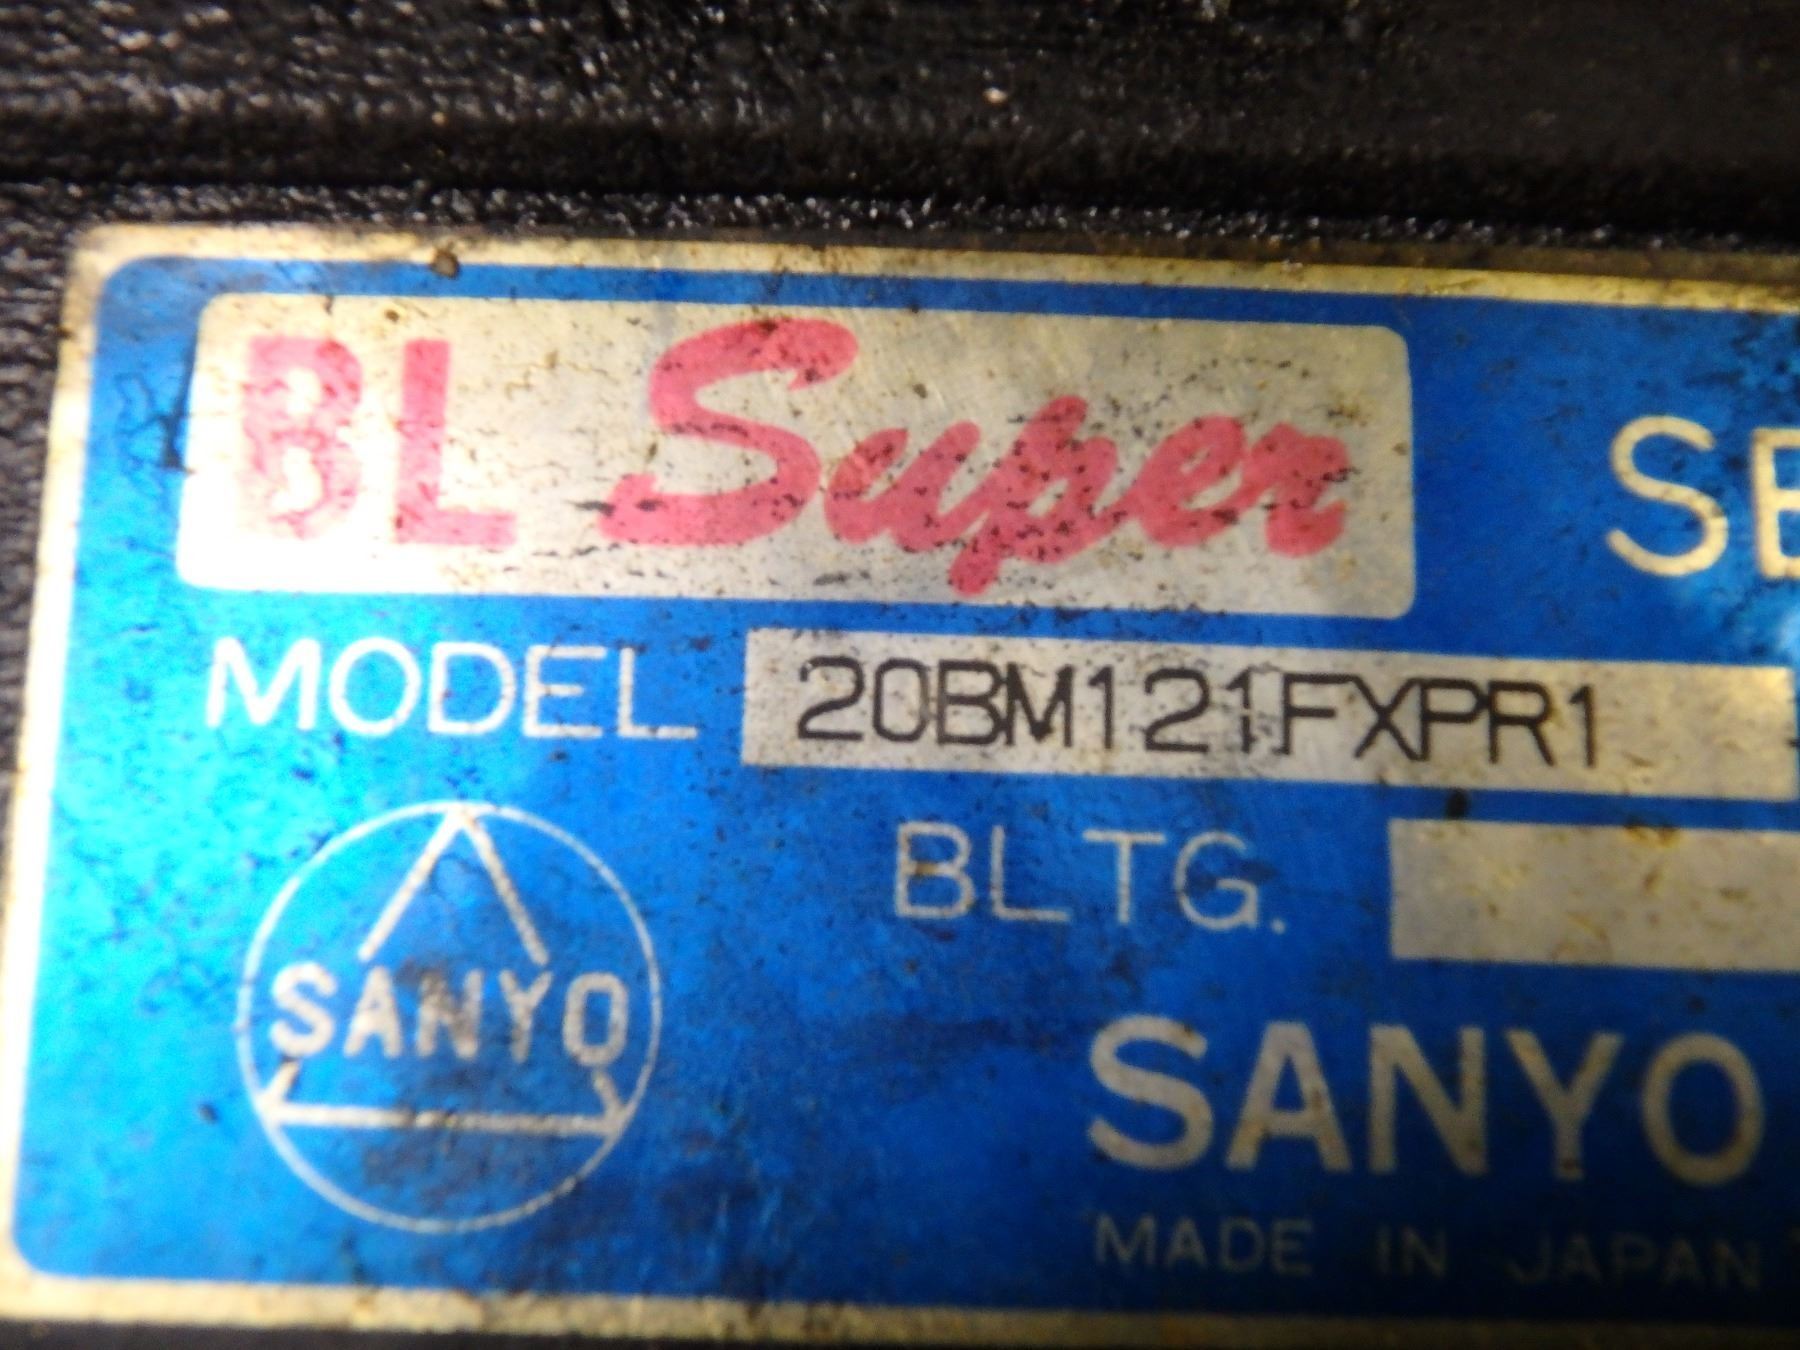 BL Super
SE
MODEL 20BM121FXPR1
BLTG.
SANYO
SANYO
MADE IN JAPAN